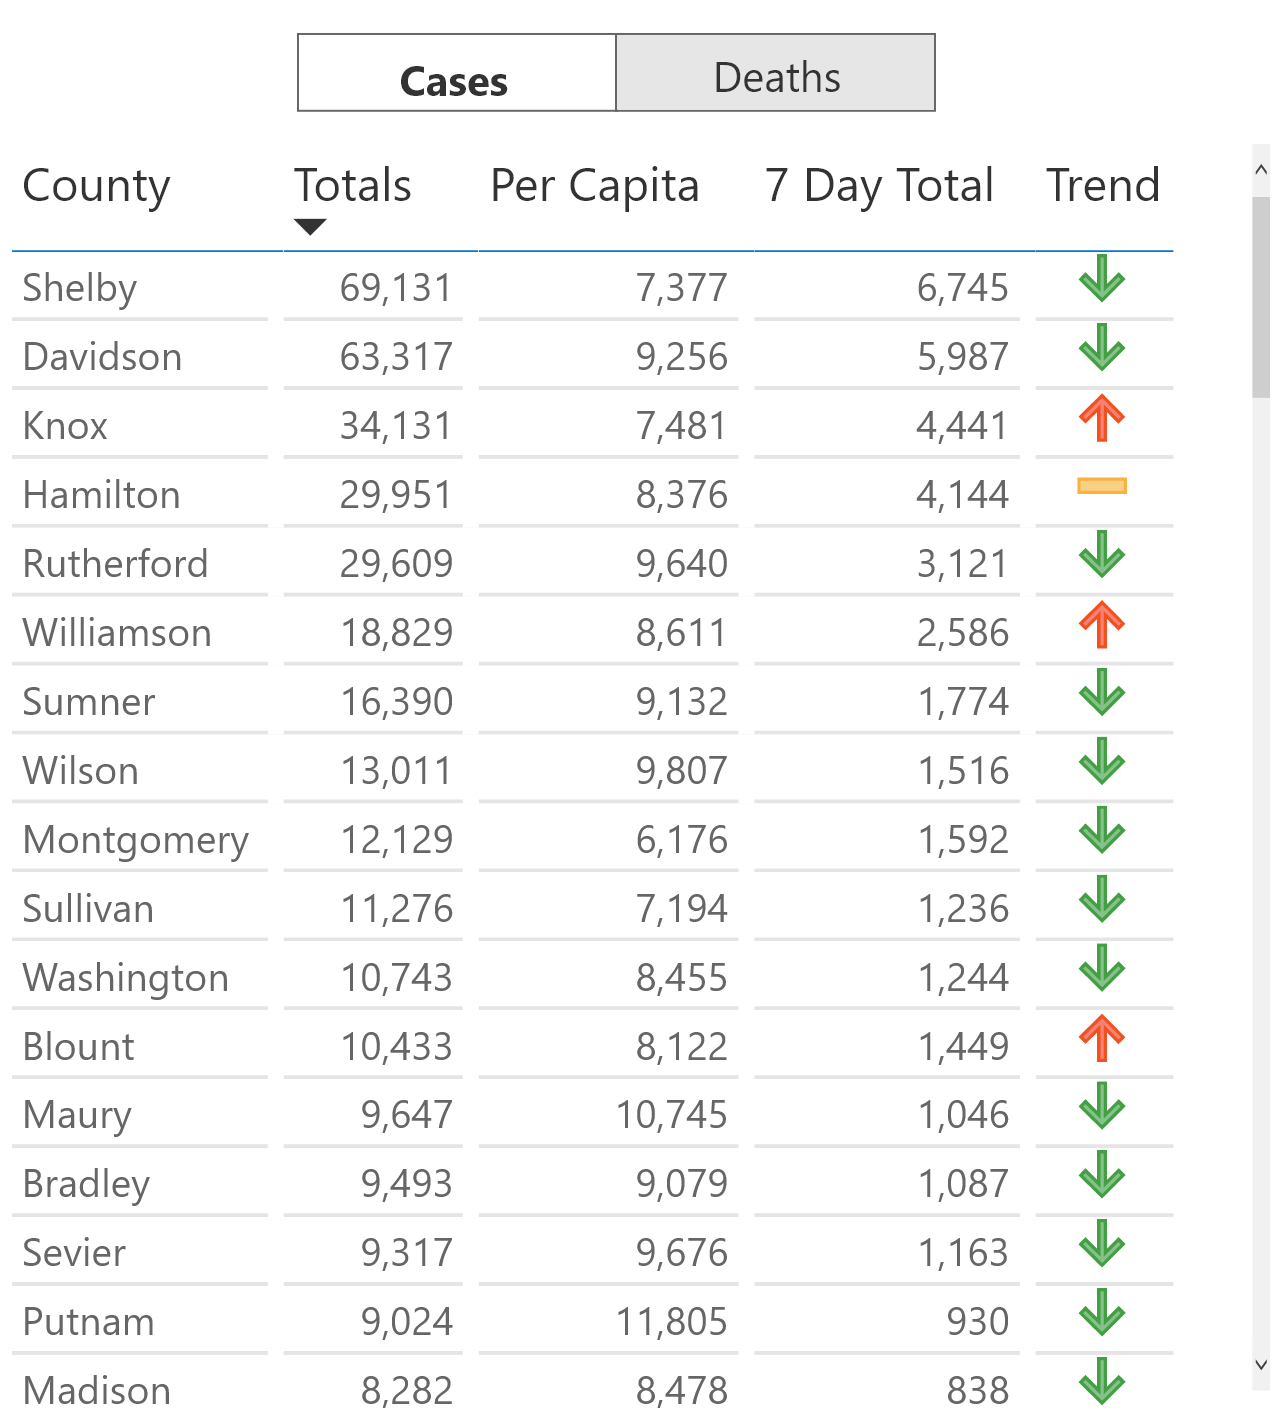 Cases Deaths
County Totals Per Capita 7 Day Total Trend
Shelby 69,131 7,377 6,745
Davidson 63,317 9,256 5,987
Knox 34,131 7,481 4,441
Hamilton 29,951 8,376 4,144
Rutherford 29,609 9,640 3,121
Williamson 18,829 8,611 2,586
Sumner 16,390 9,132 1,774
Wilson 13,011 9,807 1,516
Montgomery 12,129 6,176 1,592
Sullivan 11,276 7,194 1,236
Washington 10,743 8,455 1,244
Blount 10,433 8,122 1,449
Maury 9,647 10,745 1,046
Bradley 9,493 9,079 1,087
Sevier 9,317 9,676 1,163
Putnam 9,024 11,805 930
Madison 8,282 8,478 838